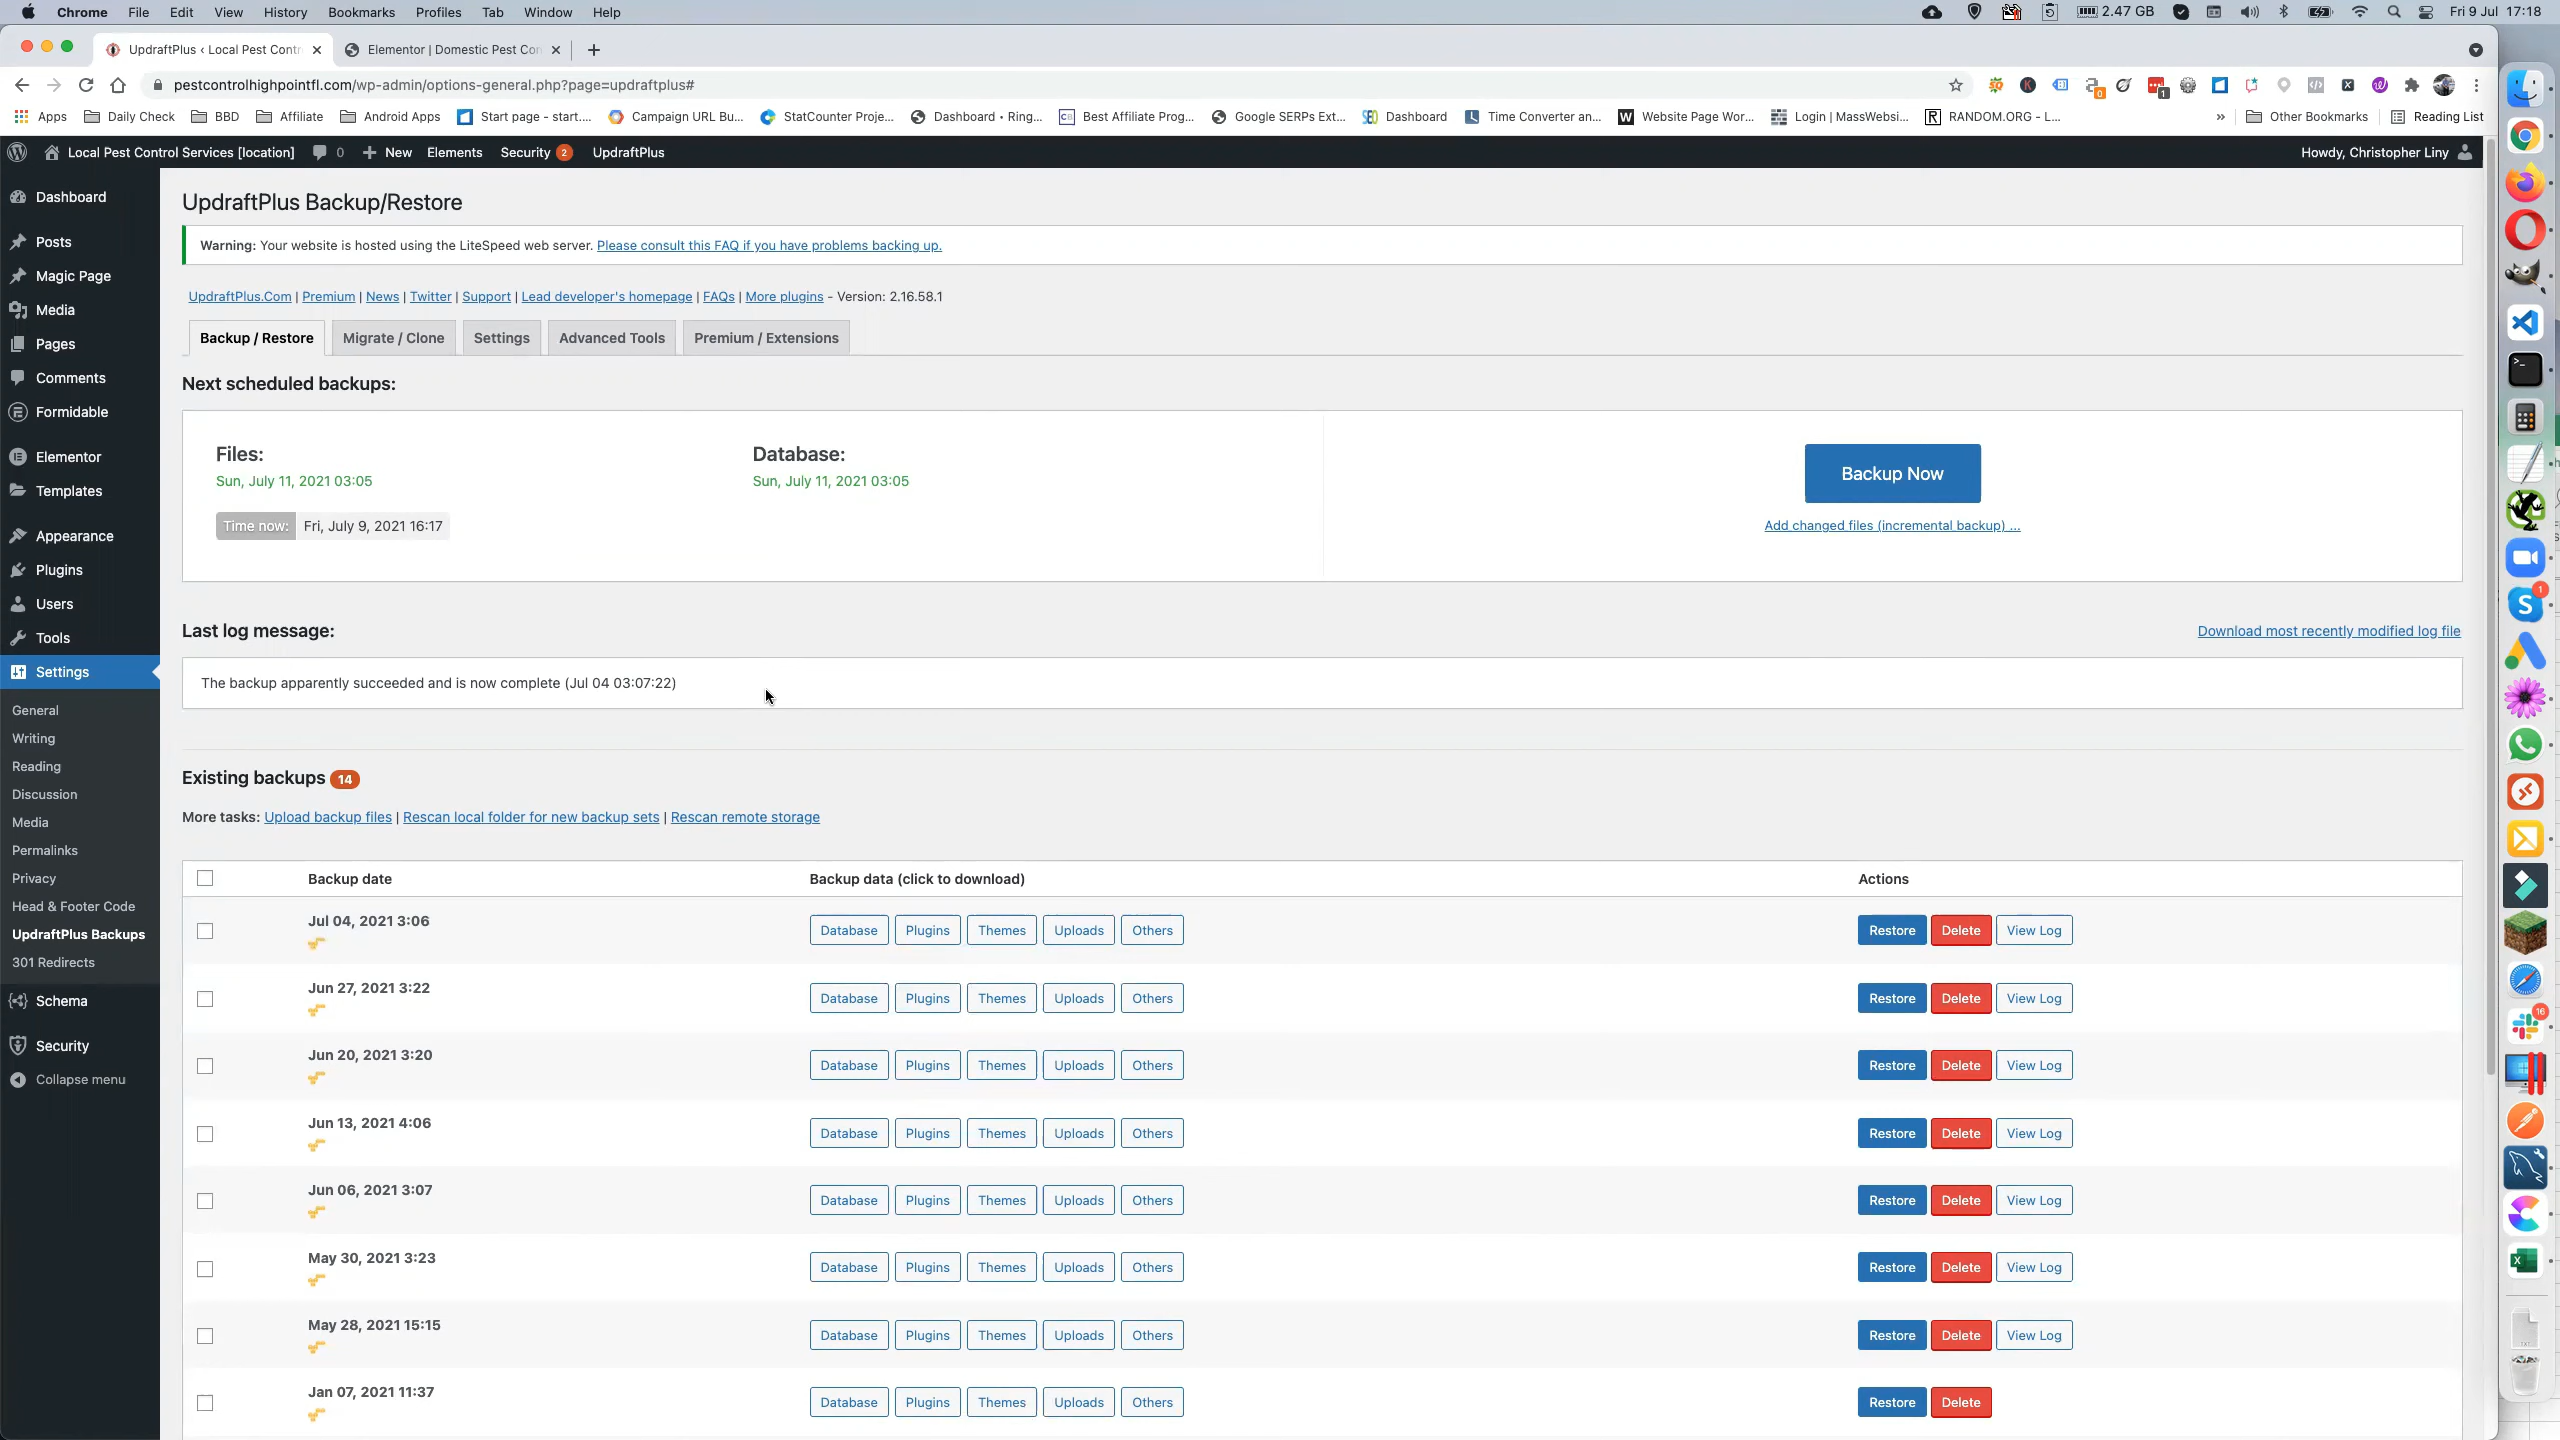 Chrome File Edit View History Bookmarks Profiles Tab Window Help 2.47 GB Fri 9 Jul 17:18
UpdraftPlus ‹ Local Pest Contr Elementor | Domestic Pest Con
pestcontrolhighpointfl.com/wp-admin/options-general.php?page=updraftplus#
Apps Daily Check BBD Affiliate Android Apps Start page - start.... Campaign URL Bu... StatCounter Proje... Dashboard • Ring... Best Affiliate Prog... Google SERPs Ext... Dashboard Time Converter an... Website Page Wor... Login | MassWebsi... RANDOM.ORG - L... » Other Bookmarks Reading List
Local Pest Control Services [location] 0 New Elements Security 2 UpdraftPlus Howdy, Christopher Liny
Dashboard
Posts
Magic Page
Media
Pages
Comments
Formidable
Elementor
Templates
Appearance
Plugins
Users
Tools
Settings
General
Writing
Reading
Discussion
Media
Permalinks
Privacy
Head & Footer Code
UpdraftPlus Backups
301 Redirects
Schema
Security
Collapse menu
UpdraftPlus Backup/Restore
Warning: Your website is hosted using the LiteSpeed web server. Please consult this FAQ if you have problems backing up.
UpdraftPlus.Com | Premium | News | Twitter | Support | Lead developer's homepage | FAQs | More plugins - Version: 2.16.58.1
Backup / Restore Migrate / Clone Settings Advanced Tools Premium / Extensions
Next scheduled backups:
Files: Database:
Sun, July 11, 2021 03:05 Sun, July 11, 2021 03:05
Time now: Fri, July 9, 2021 16:17
Backup Now
Add changed files (incremental backup) ...
Last log message: Download most recently modified log file
The backup apparently succeeded and is now complete (Jul 04 03:07:22)
Existing backups 14
More tasks: Upload backup files | Rescan local folder for new backup sets | Rescan remote storage
Backup date Backup data (click to download) Actions
Jul 04, 2021 3:06 Database Plugins Themes Uploads Others Restore Delete View Log
Jun 27, 2021 3:22 Database Plugins Themes Uploads Others Restore Delete View Log
Jun 20, 2021 3:20 Database Plugins Themes Uploads Others Restore Delete View Log
Jun 13, 2021 4:06 Database Plugins Themes Uploads Others Restore Delete View Log
Jun 06, 2021 3:07 Database Plugins Themes Uploads Others Restore Delete View Log
May 30, 2021 3:23 Database Plugins Themes Uploads Others Restore Delete View Log
May 28, 2021 15:15 Database Plugins Themes Uploads Others Restore Delete View Log
Jan 07, 2021 11:37 Database Plugins Themes Uploads Others Restore Delete